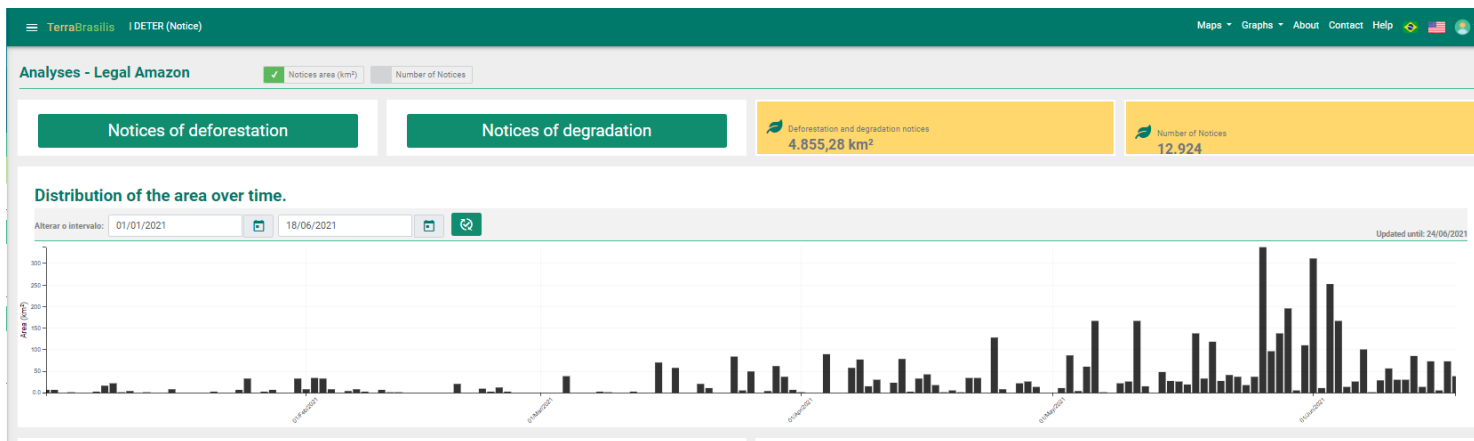 TerraBrasilis | DETER (Notice) Maps Graphs About Contact Help
Analyses - Legal Amazon Notices area (km²) Number of Notices
Notices of deforestation Notices of degradation
Deforestation and degradation notices
4.855,28 km²
Number of Notices
12.924
Distribution of the area over time.
Alterar o intervalo: 01/01/2021 18/06/2021
Updated until: 24/06/2021
Area (km²)
300
250
200
150
100
50
0.0
01/Feb/2021 01/Mar/2021 01/Apr/2021 01/May/2021 01/Jun/2021